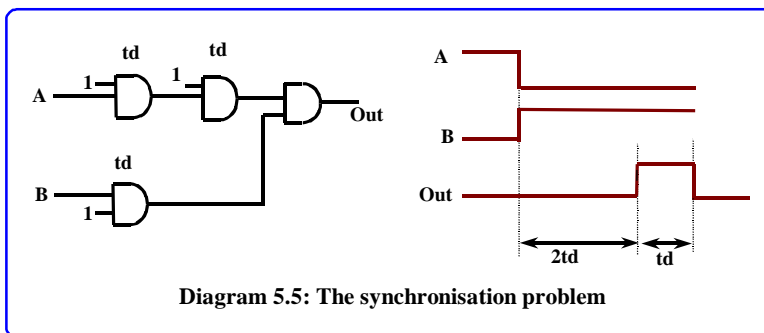 td
td
1
1
A
Out
td
B
1
A
B
Out
2td
td
Diagram 5.5: The synchronisation problem